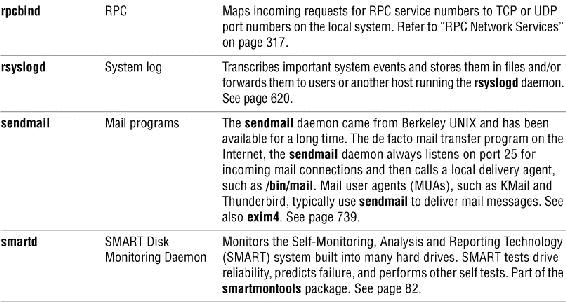 rpcbind RPC Maps incoming requests for RPC service numbers to TCP or UDP
port numbers on the local system. Refer to “RPC Network Services”
on page 317.
rsyslogd System log Transcribes important system events and stores them in files and/or
forwards them to users or another host running the rsyslogd daemon.
See page 620.
sendmail Mail programs The sendmail daemon came from Berkeley UNIX and has been
available for a long time. The de facto mail transfer program on the
Internet, the sendmail daemon always listens on port 25 for
incoming mail connections and then calls a local delivery agent,
such as /bin/mail. Mail user agents (MUAs), such as KMail and
Thunderbird, typically use sendmail to deliver mail messages. See
also exim4. See page 739.
smartd SMART Disk Monitors the Self-Monitoring, Analysis and Reporting Technology
Monitoring Daemon (SMART) system built into many hard drives. SMART tests drive
reliability, predicts failure, and performs other self tests. Part of the
smartmontools package. See page 82.